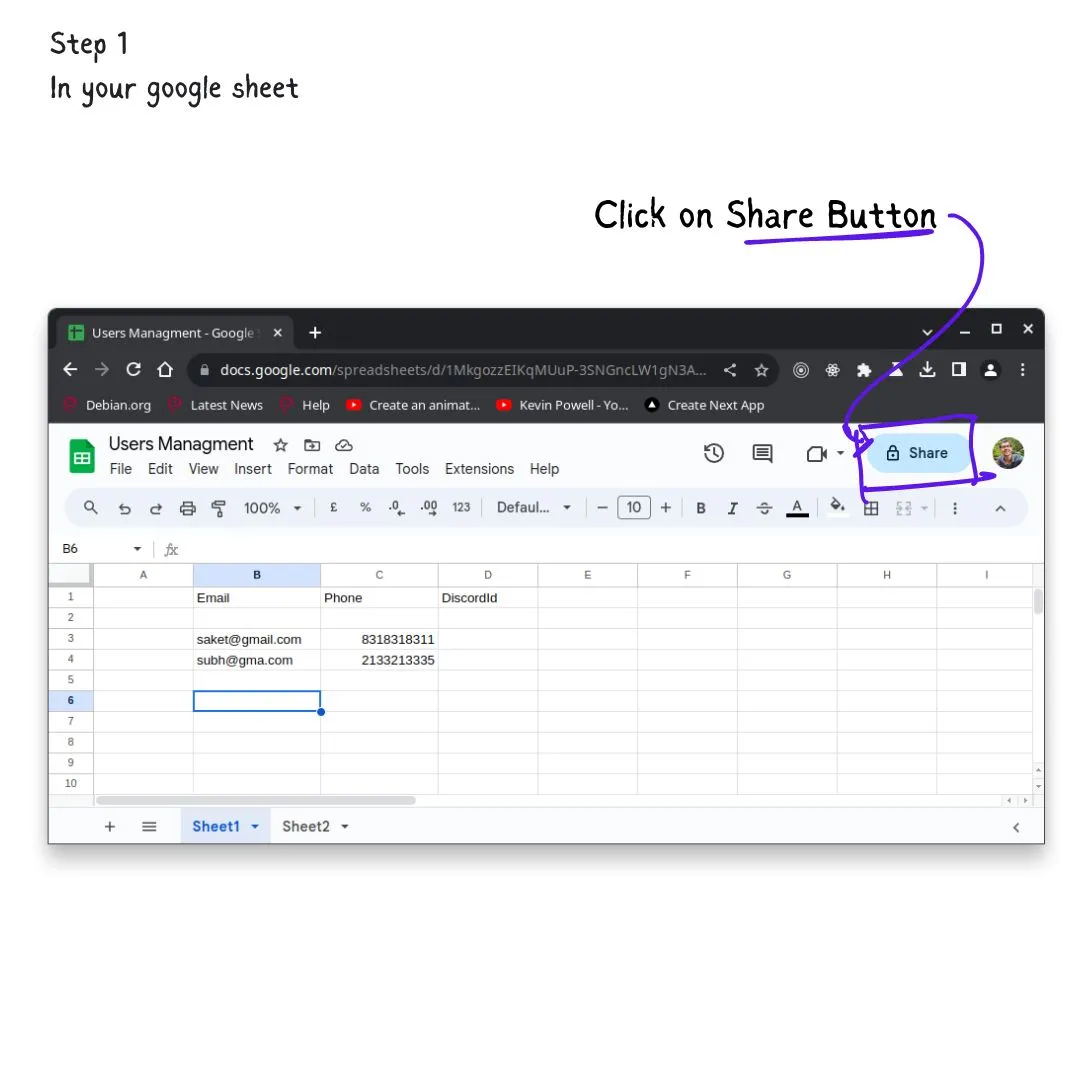 Step 1
In your google sheet
Click on Share Button
Users Managment - Google
docs.google.com/spreadsheets/d/1MkgozzEIKqMUuP-3SNGncLW1gN3A...
Debian.org Latest News Help Create an animat... Kevin Powell - Yo... Create Next App
Users Managment
Share
File Edit View Insert Format Data Tools Extensions Help
100% £ % .0 .00 123 Defaul... 10 B I A
B6 fx
A B C D E F G H I
1 Email Phone DiscordId
2
3 saket@gmail.com 8318318311
4 subh@gma.com 2133213335
5
6
7
8
9
10
Sheet1 Sheet2